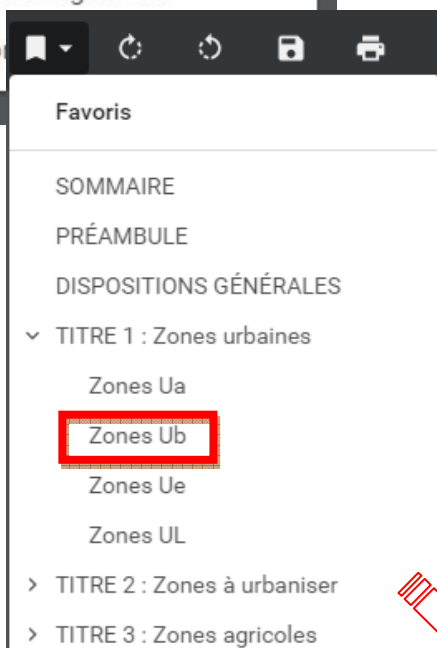 Favoris
SOMMAIRE
PRÉAMBULE
DISPOSITIONS GÉNÉRALES
TITRE 1 : Zones urbaines
Zones Ua
Zones Ub
Zones Ue
Zones UL
TITRE 2 : Zones à urbaniser
TITRE 3 : Zones agricoles